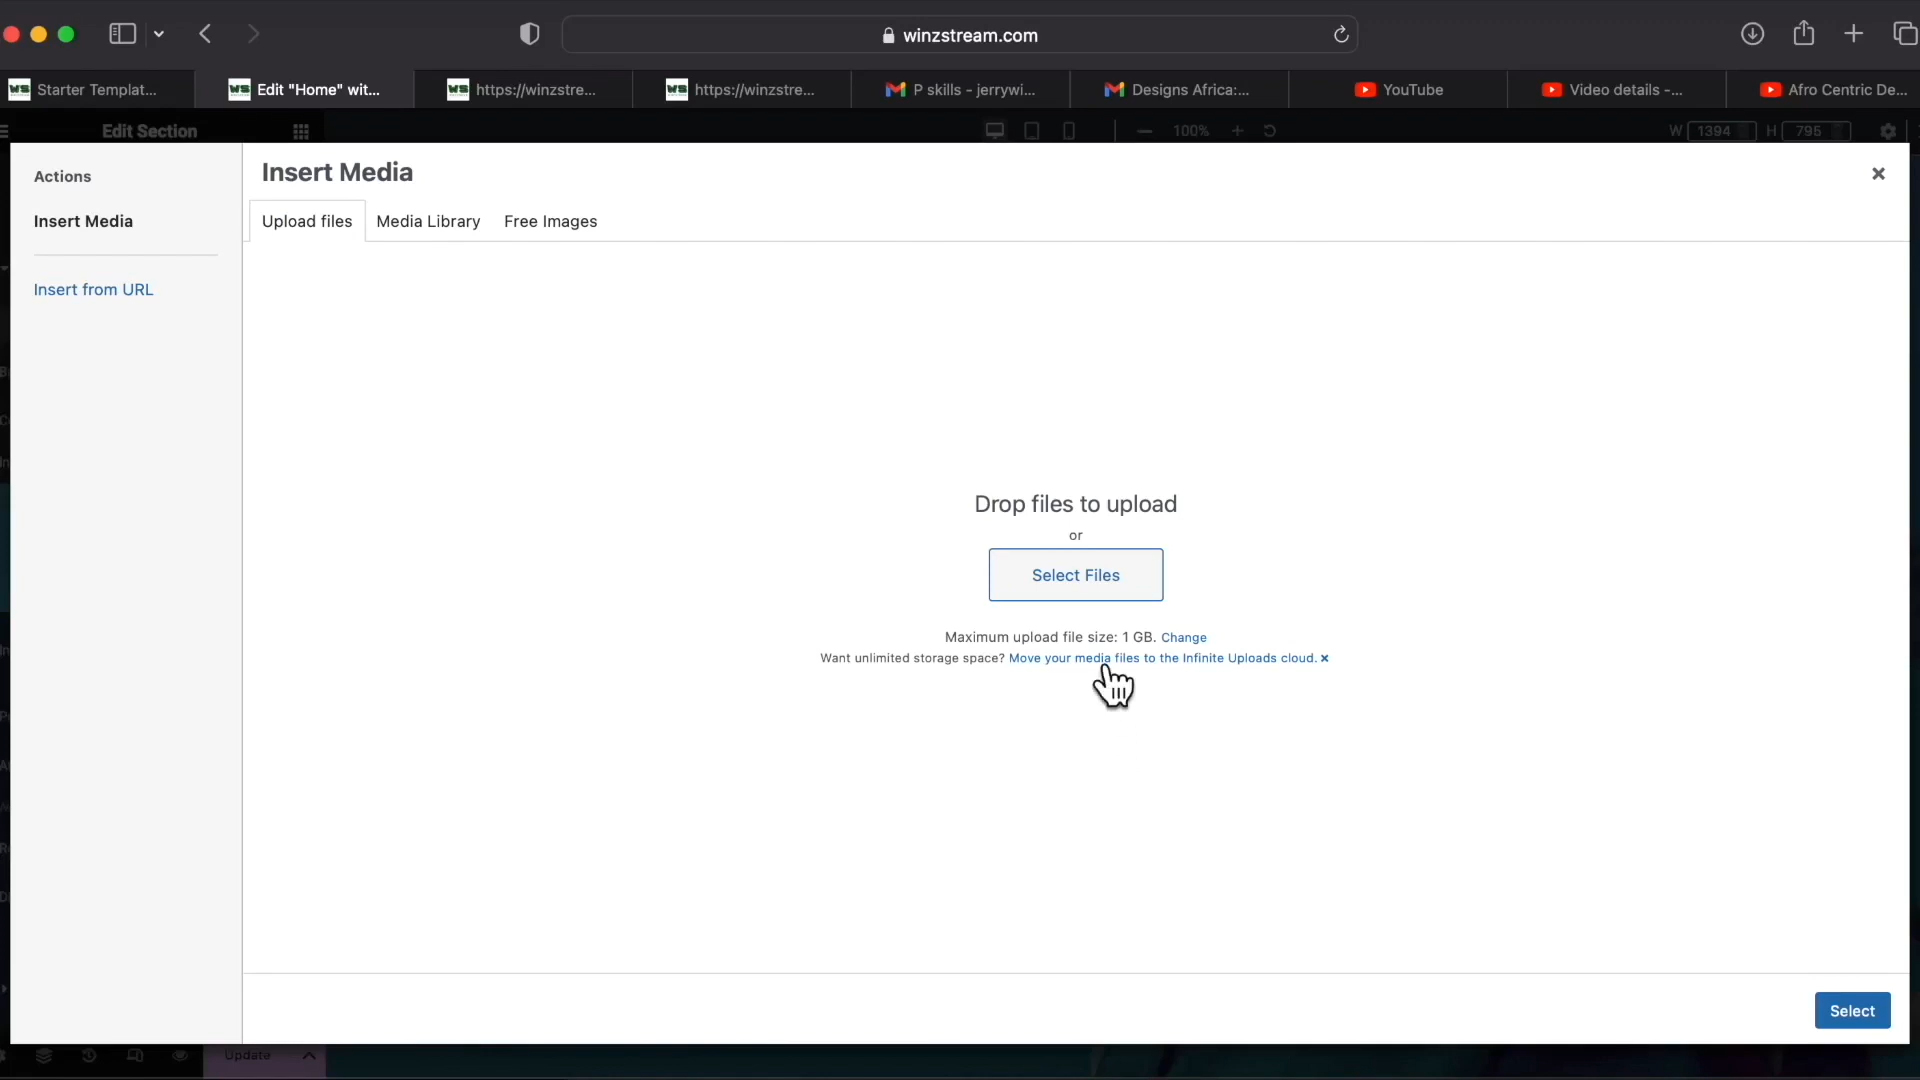 winzstream.com
Starter Templat...
Edit "Home" wit...
https://winzstre...
https://winzstre...
P skills - jerrywi...
Designs Africa:...
YouTube
Video details -...
Afro Centric De...
Edit Section
100%
W 1394 H 795
Actions
Insert Media
Insert from URL
Insert Media
Upload files Media Library Free Images
Drop files to upload
or
Select Files
Maximum upload file size: 1 GB. Change
Want unlimited storage space? Move your media files to the Infinite Uploads cloud.
Select
Update